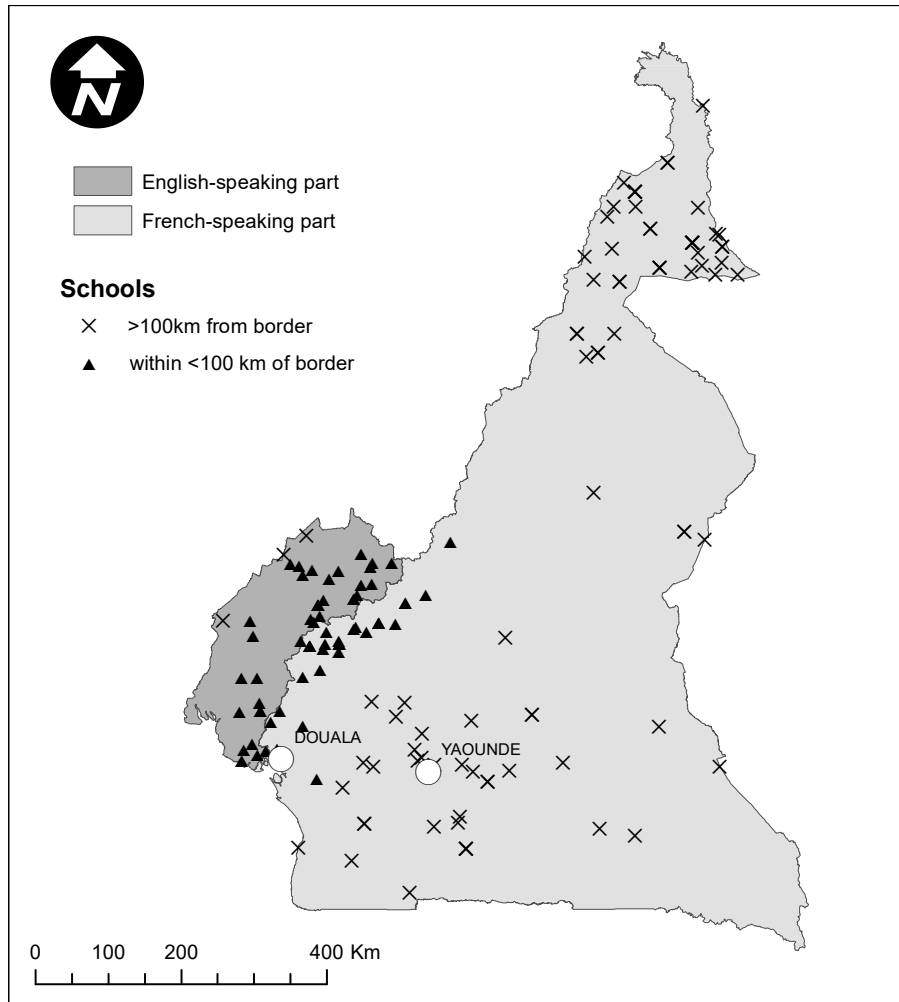 N
English-speaking part
French-speaking part
Schools
>100km from border
within <100 km of border
DOUALA
YAOUNDE
0 100 200 400 Km